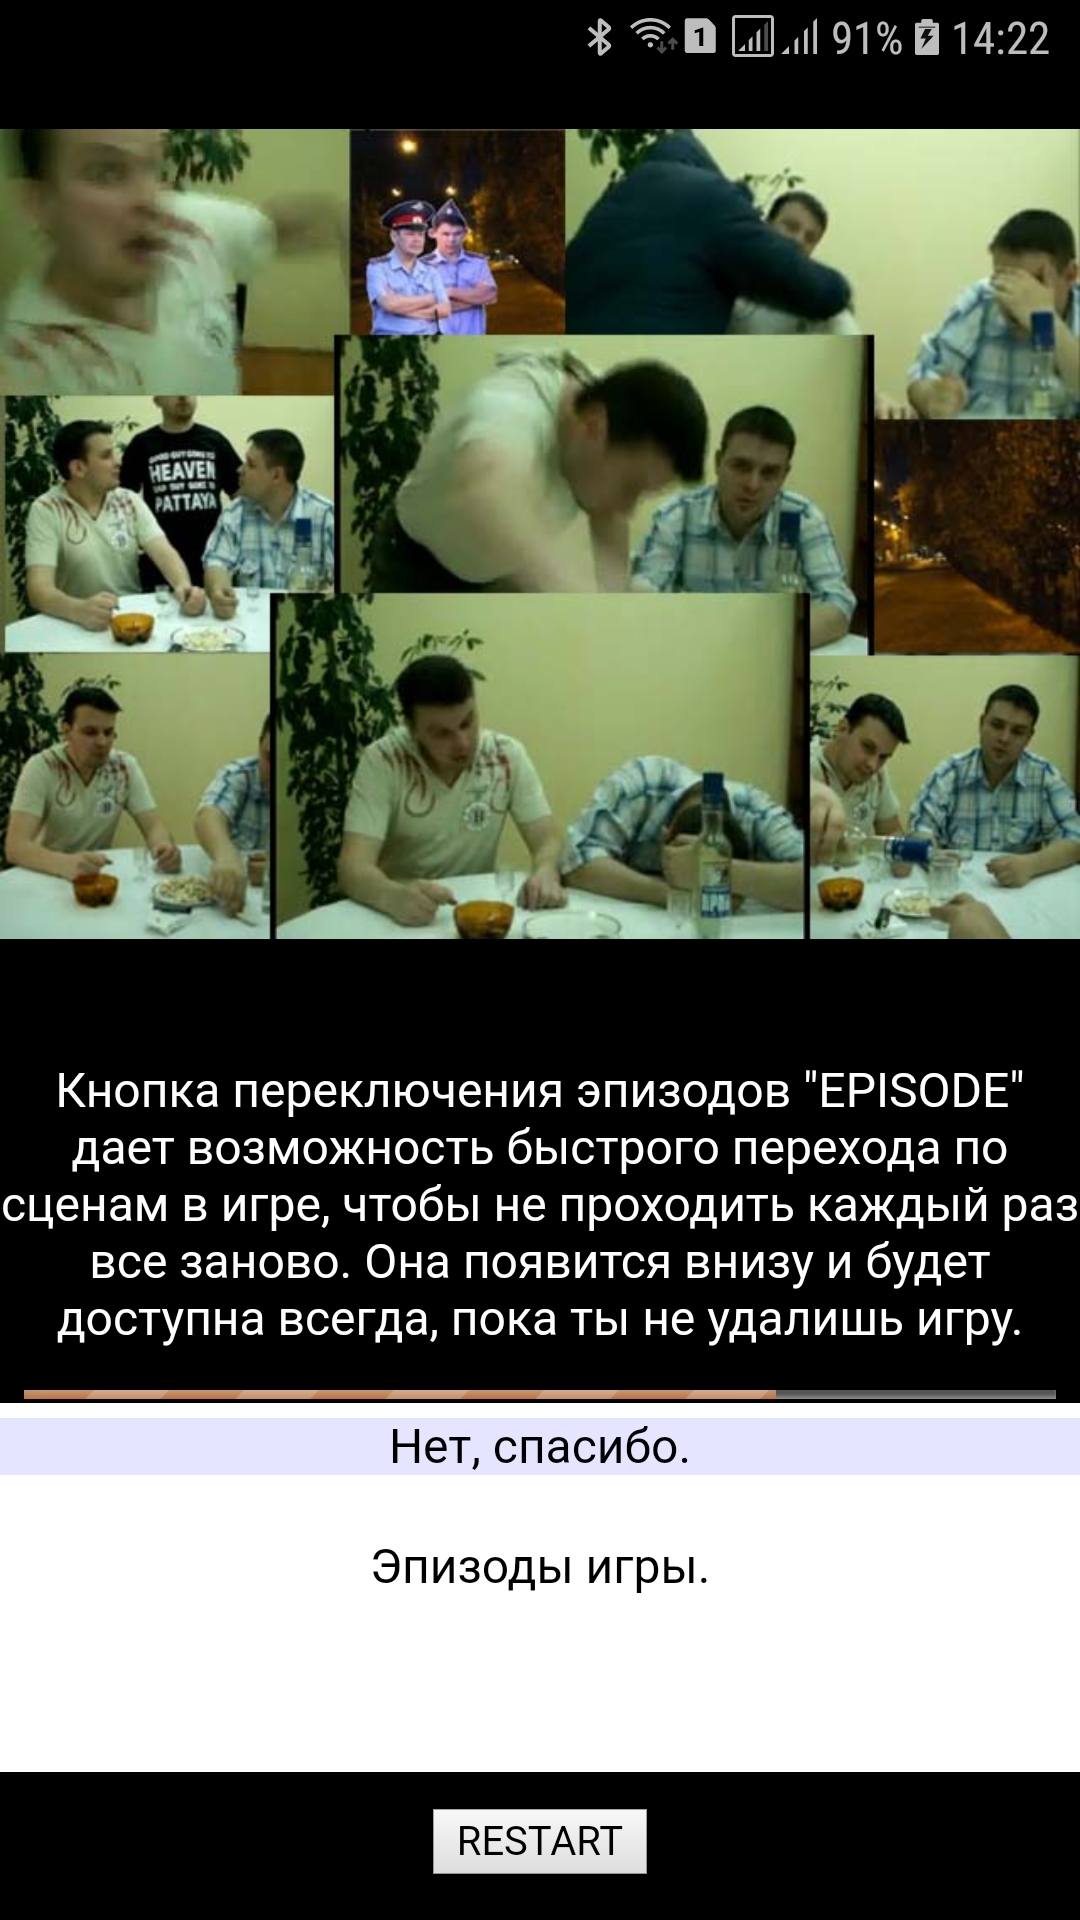 1 91% 14:22
HEAVEN
PATTAYA
Кнопка переключения эпизодов "EPISODE"
дает возможность быстрого перехода по
сценам в игре, чтобы не проходить каждый раз
все заново. Она появится внизу и будет
доступна всегда, пока ты не удалишь игру.
Нет, спасибо.
Эпизоды игры.
RESTART